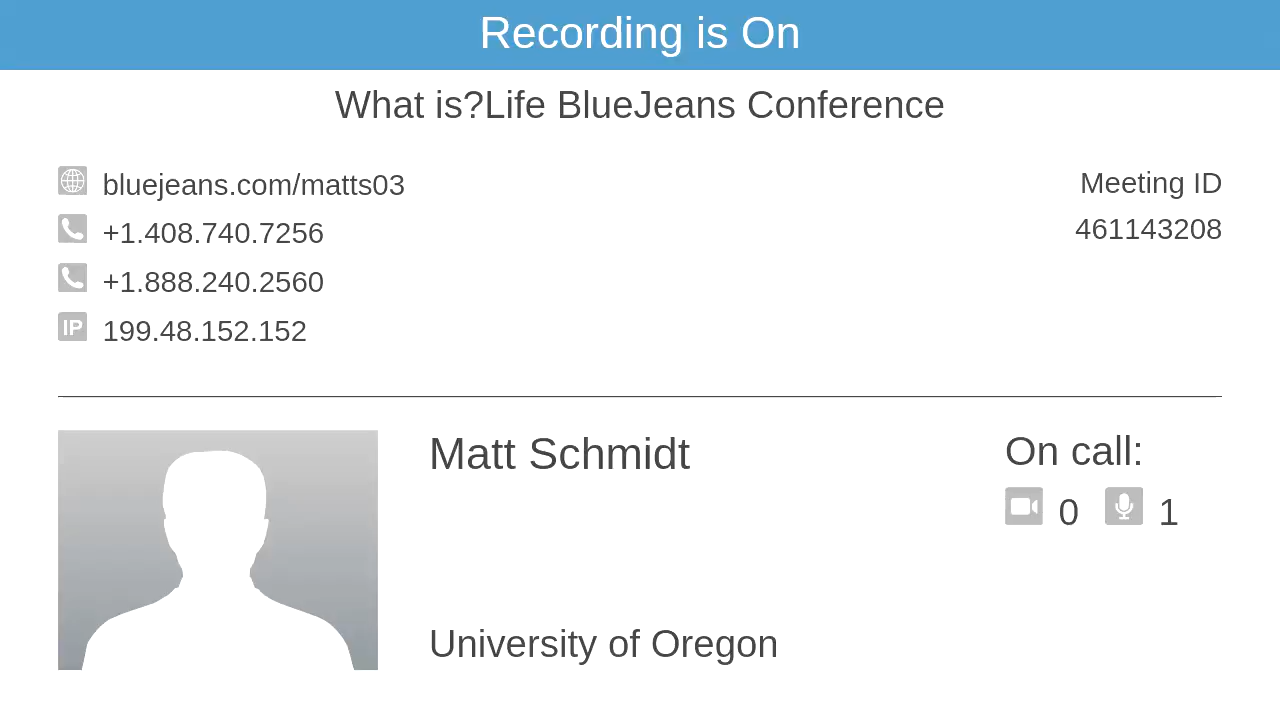 Recording is On
What is?Life BlueJeans Conference
bluejeans.com/matts03
+1.408.740.7256
+1.888.240.2560
IP 199.48.152.152
Meeting ID
461143208
Matt Schmidt
University of Oregon
On call:
0 1